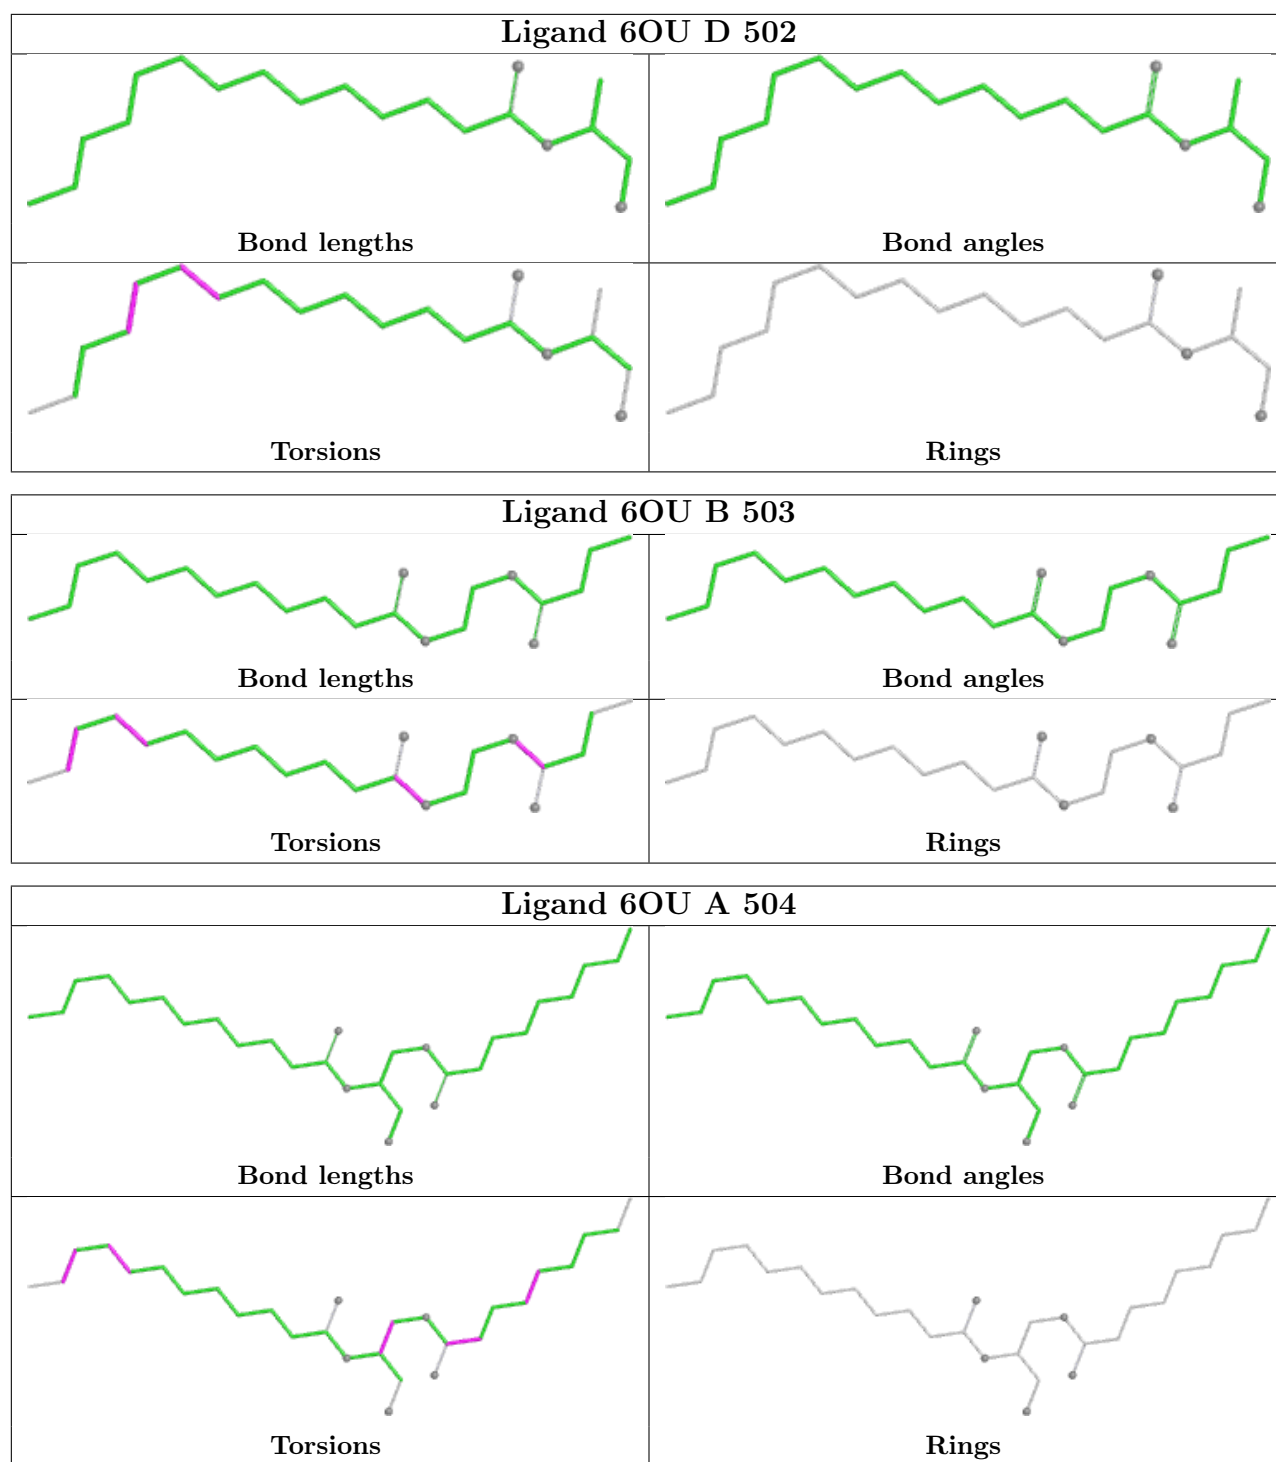 Ligand 6OU D 502
Bond lengths
Bond angles
Torsions
Rings
Ligand 6OU B 503
Bond lengths
Bond angles
Torsions
Rings
Ligand 6OU A 504
Bond lengths
Bond angles
Torsions
Rings